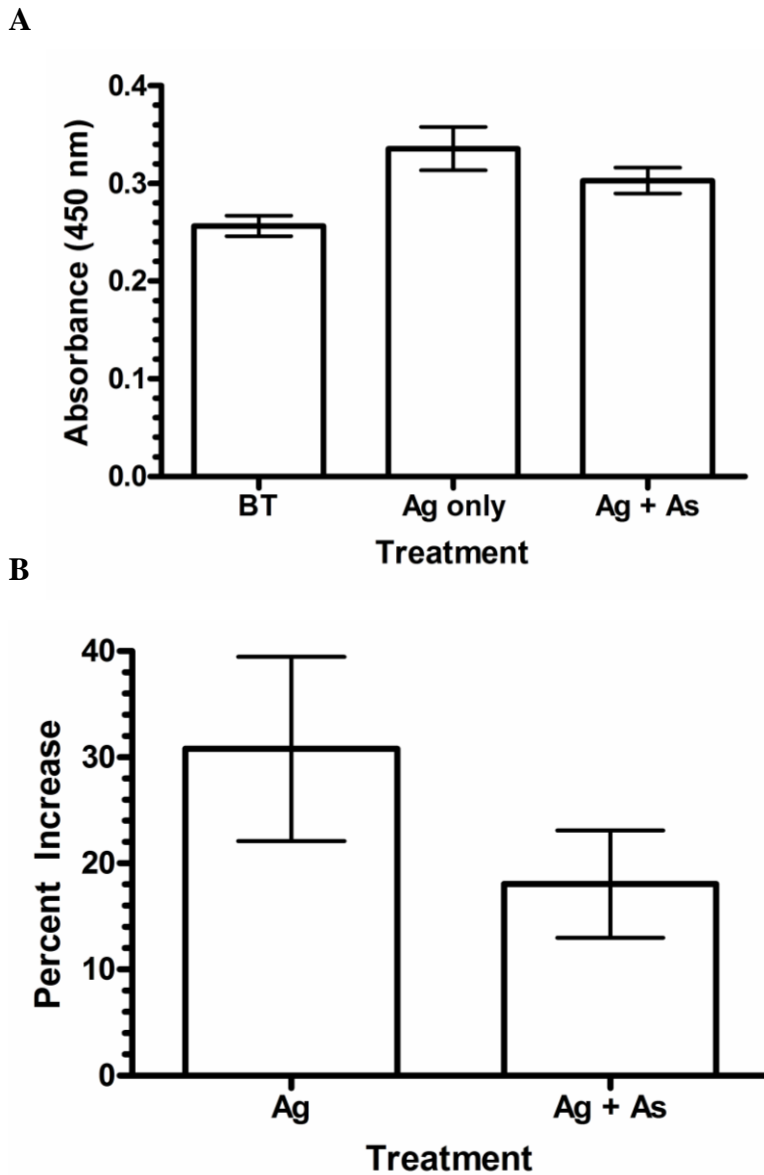 A
Absorbance (450 nm)
0.4
0.3
0.2
0.1
0.0
BT Ag only Ag + As
Treatment
B
Percent Increase
40
30
20
10
0
Ag Ag + As
Treatment